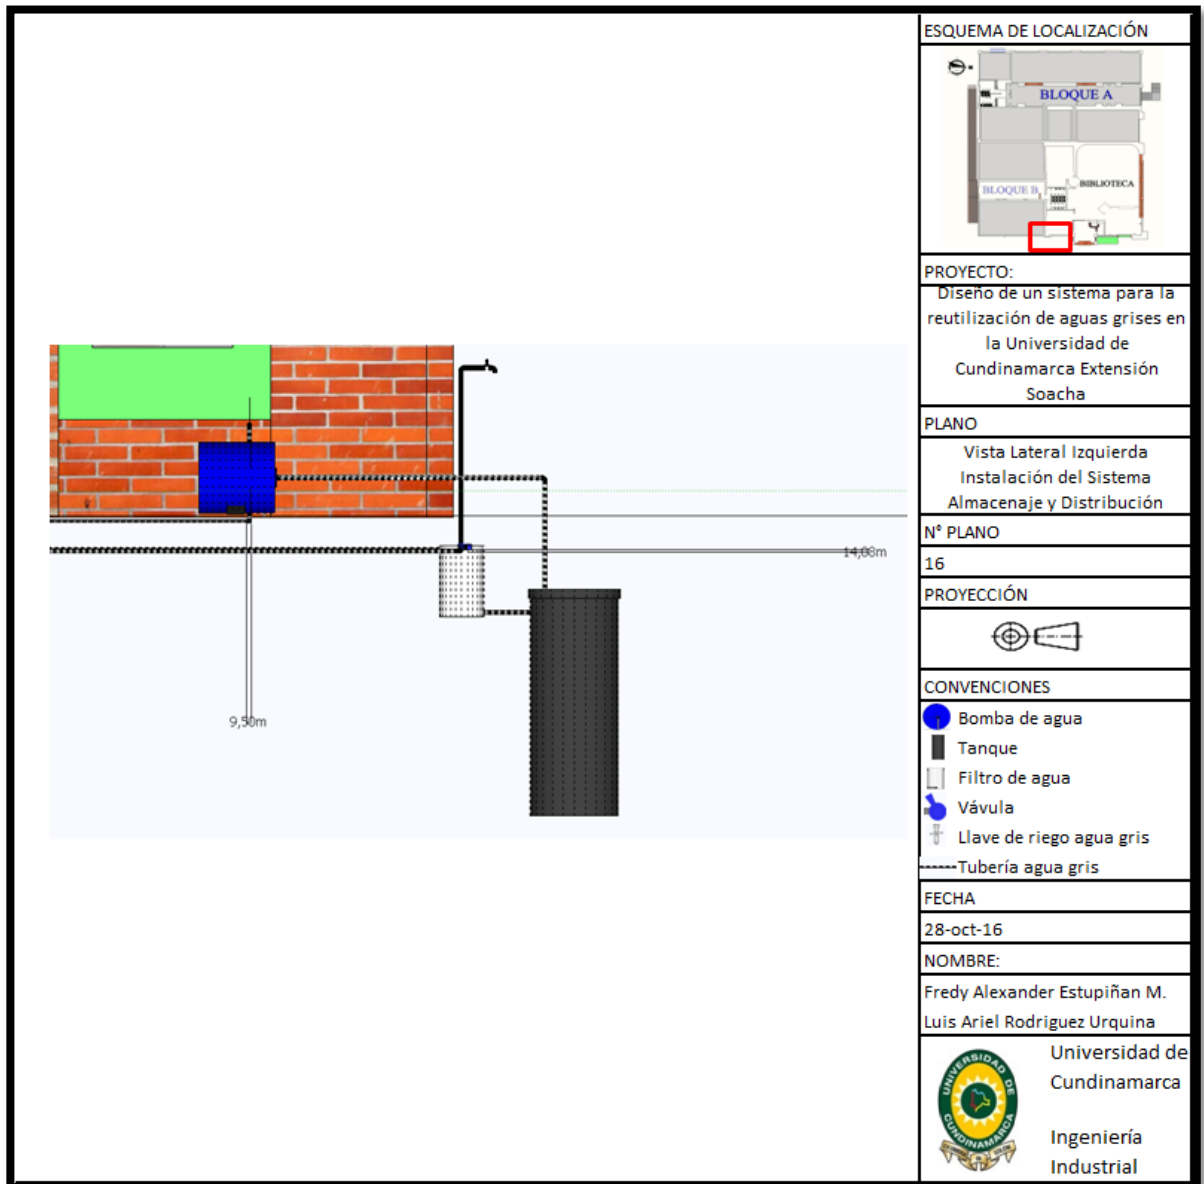 14,08m
9,50m
ESQUEMA DE LOCALIZACIÓN
BLOQUE A
BLOQUE B
BIBLIOTECA
PROYECTO:
Diseño de un sistema para la
reutilización de aguas grises en
la Universidad de
Cundinamarca Extensión
Soacha
PLANO
Vista Lateral Izquierda
Instalación del Sistema
Almacenaje y Distribución
N° PLANO
16
PROYECCIÓN
CONVENCIONES
Bomba de agua
Tanque
Filtro de agua
Vávula
Llave de riego agua gris
Tubería agua gris
FECHA
28-oct-16
NOMBRE:
Fredy Alexander Estupiñan M.
Luis Ariel Rodriguez Urquina
UNIVERSIDAD DE
CUNDINAMARCA
Universidad de
Cundinamarca
Ingeniería
Industrial